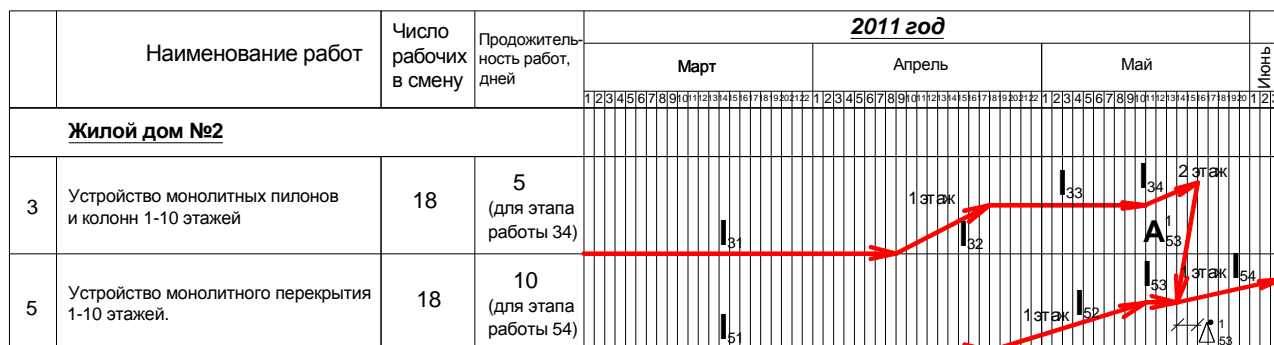 Наименование работ
Число
рабочих
в смену
Продожитель-
ность работ,
дней
2011 год
Март
Апрель
Май
Июнь
1 2 3 4 5 6 7 8 9 10 11 12 13 14 15 16 17 18 19 20 21 22 1 2 3 4 5 6 7 8 9 10 11 12 13 14 15 16 17 18 19 20 21 22 1 2 3 4 5 6 7 8 9 10 11 12 13 14 15 16 17 18 19 20 1 2 3
Жилой дом №2
3
Устройство монолитных пилонов
и колонн 1-10 этажей
18
5
(для этапа
работы 34)
I31
1 этаж
I32
I33
I34
2 этаж
A 1 53
5
Устройство монолитного перекрытия
1-10 этажей.
18
10
(для этапа
работы 54)
I51
1 этаж
I52
I53
1 этаж
I54
1
53